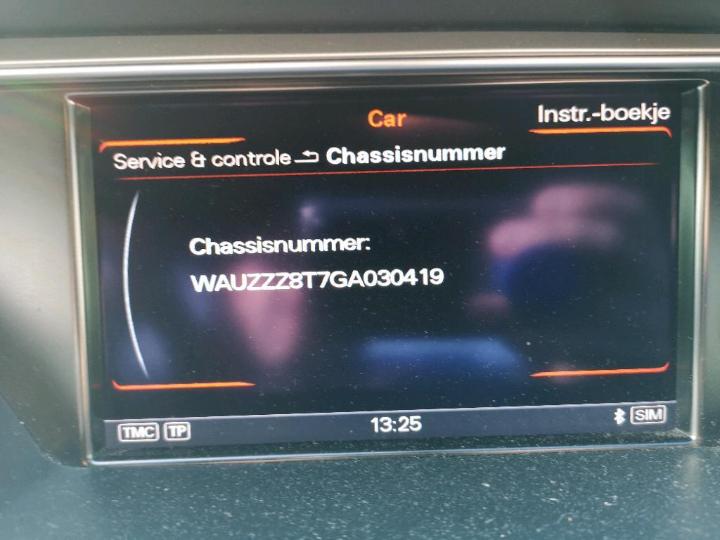 Car
Instr.-boekje
Service & controle Chassisnummer
Chassisnummer:
WAUZZZ8T7GA030419
TMC TP 13:25 SIM